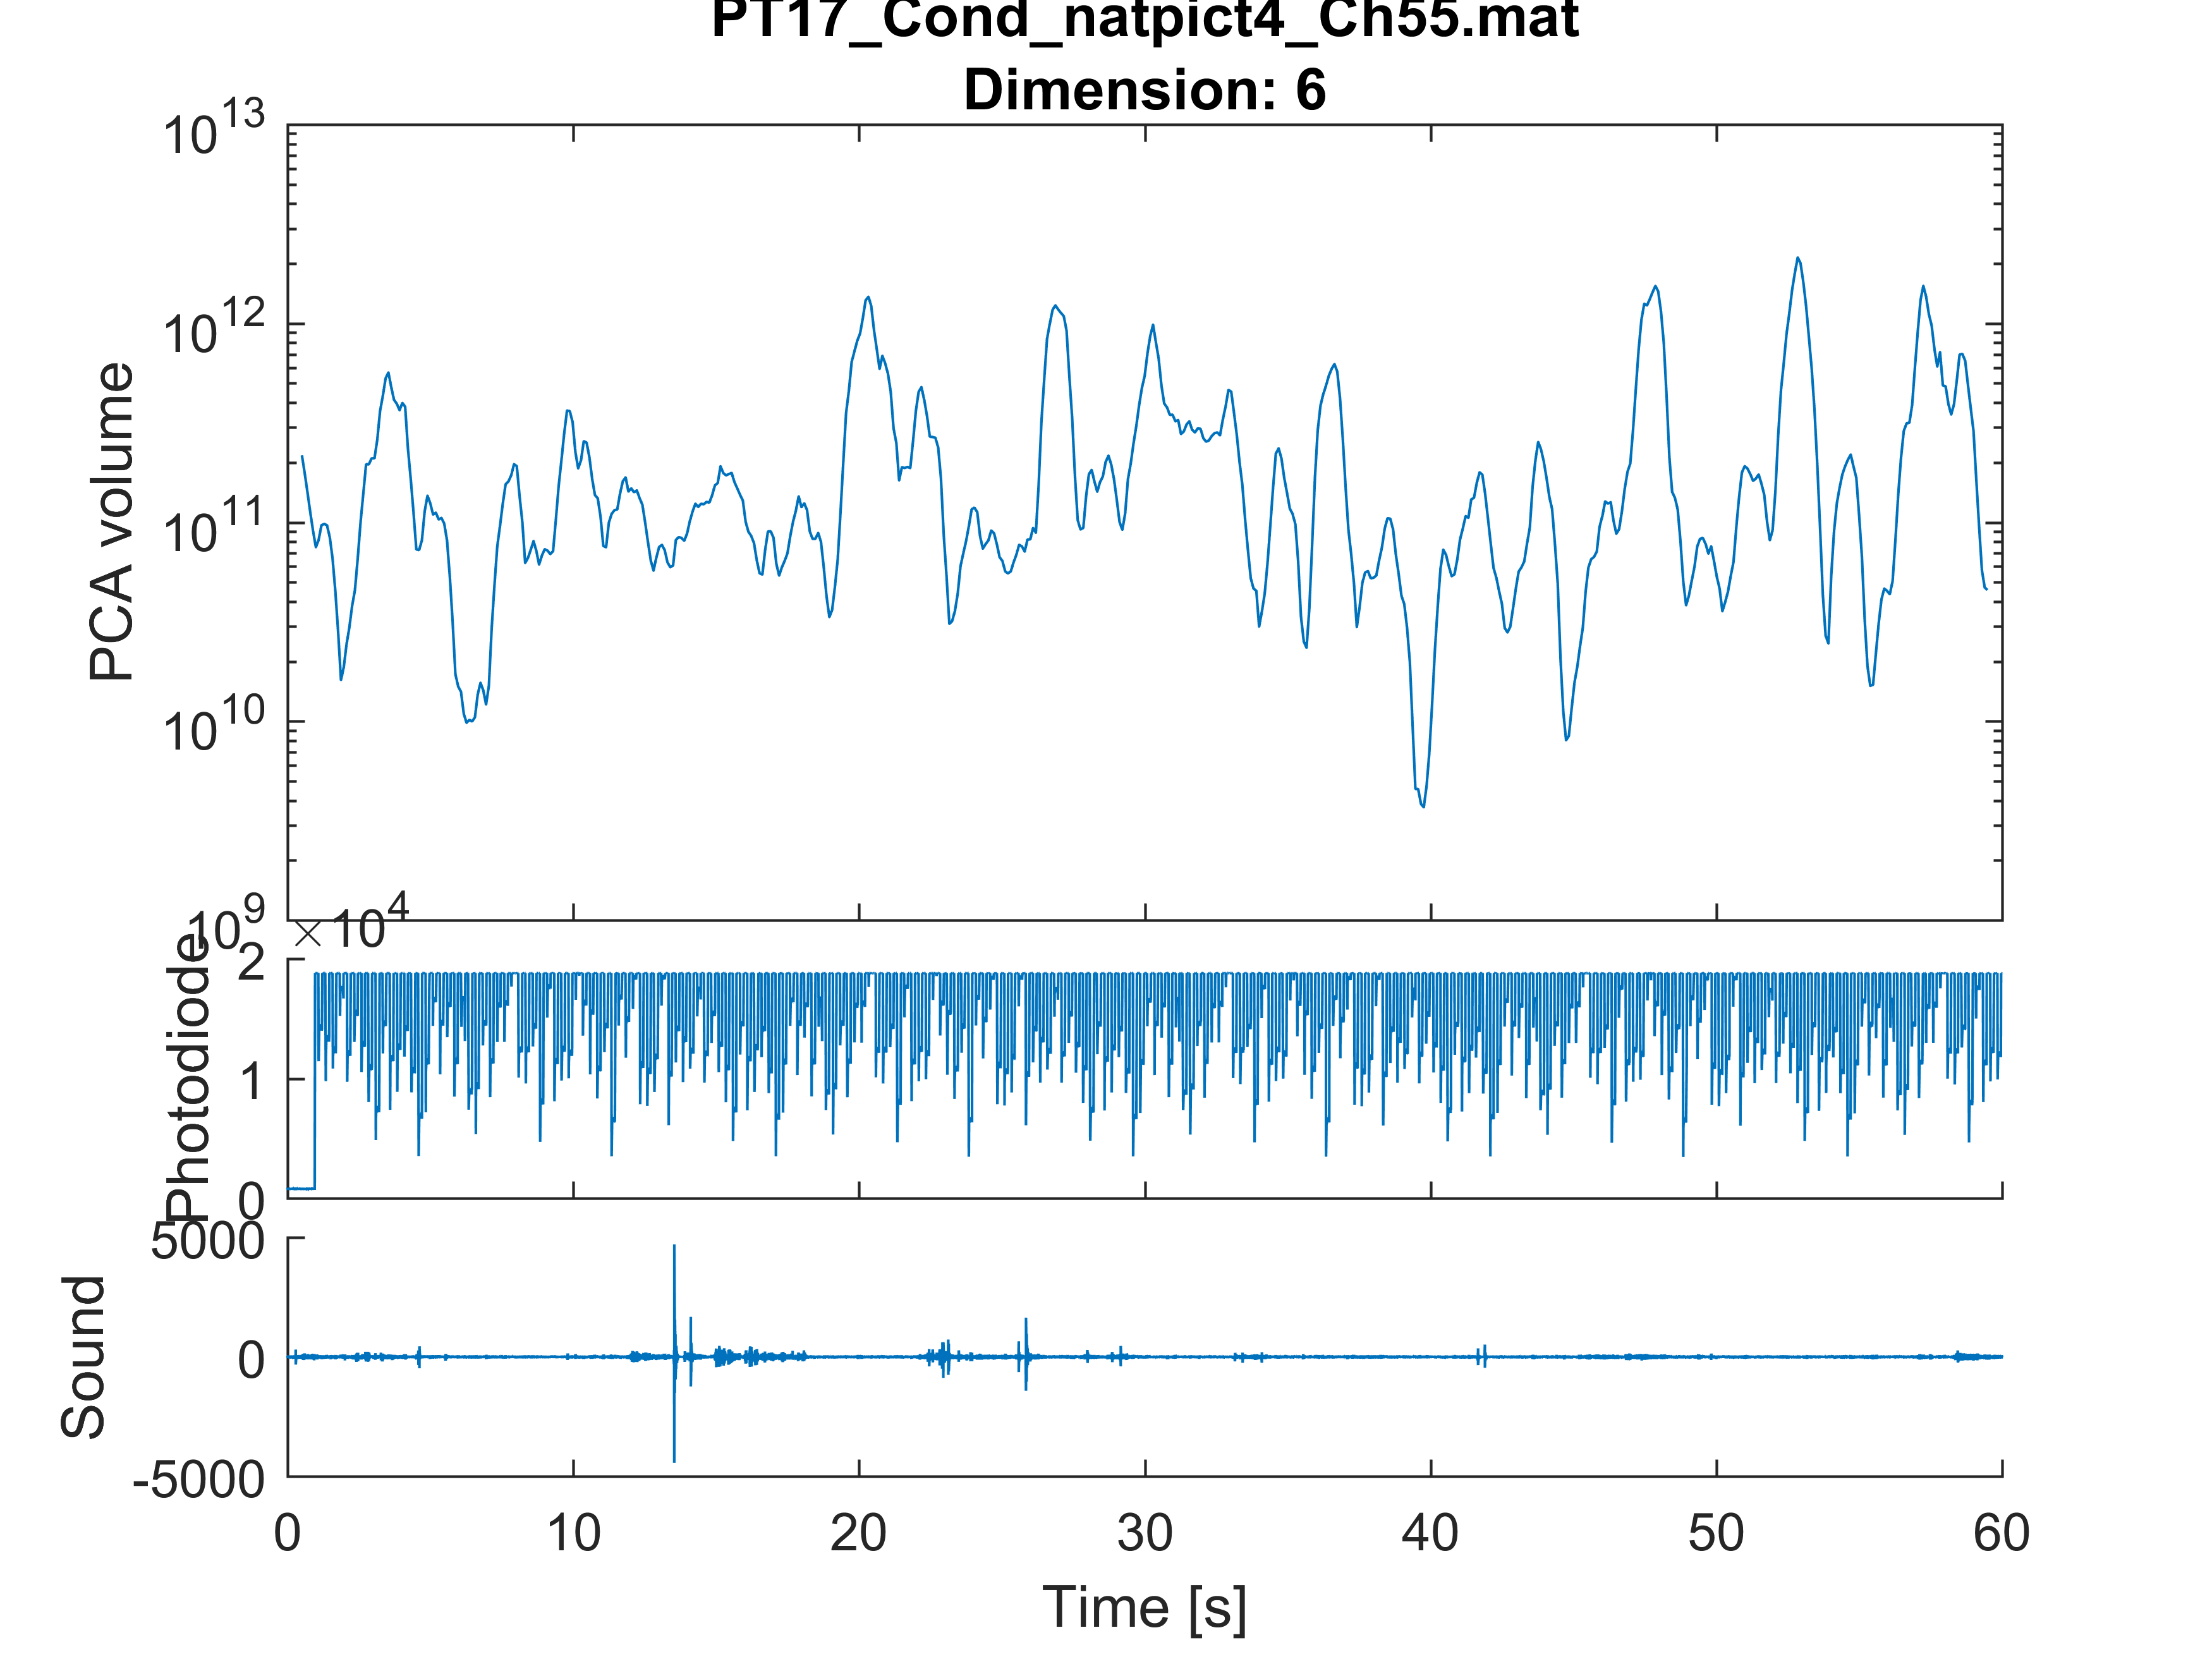 PT17_Cond_natpict4_Ch55.mat
Dimension: 6
10^13
10^12
10^11
10^10
10^9
PCA volume
× 10^4
2
1
0
Photodiode
5000
0
-5000
Sound
0 10 20 30 40 50 60
Time [s]